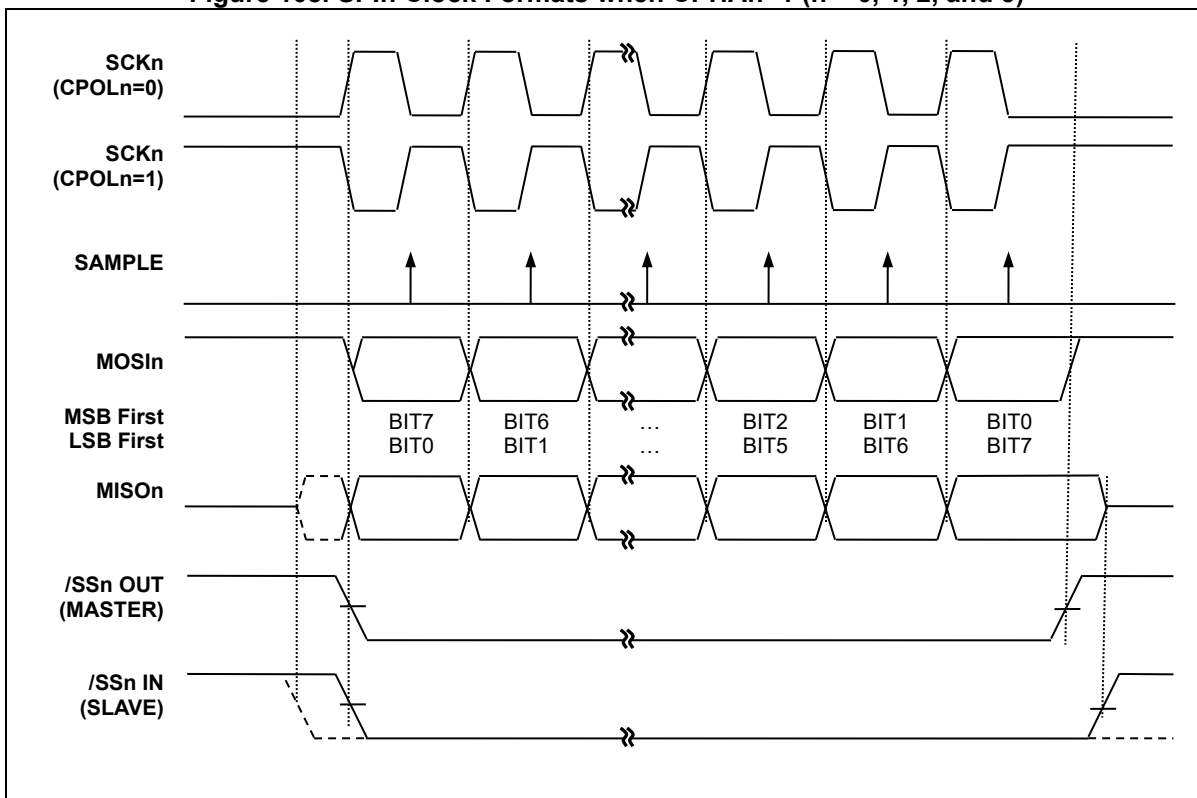 SCKn
(CPOLn=0)
SCKn
(CPOLn=1)
SAMPLE
MOSIn
MSB First BIT7 BIT6 … BIT2 BIT1 BIT0
LSB First BIT0 BIT1 … BIT5 BIT6 BIT7
MISOn
/SSn OUT
(MASTER)
/SSn IN
(SLAVE)